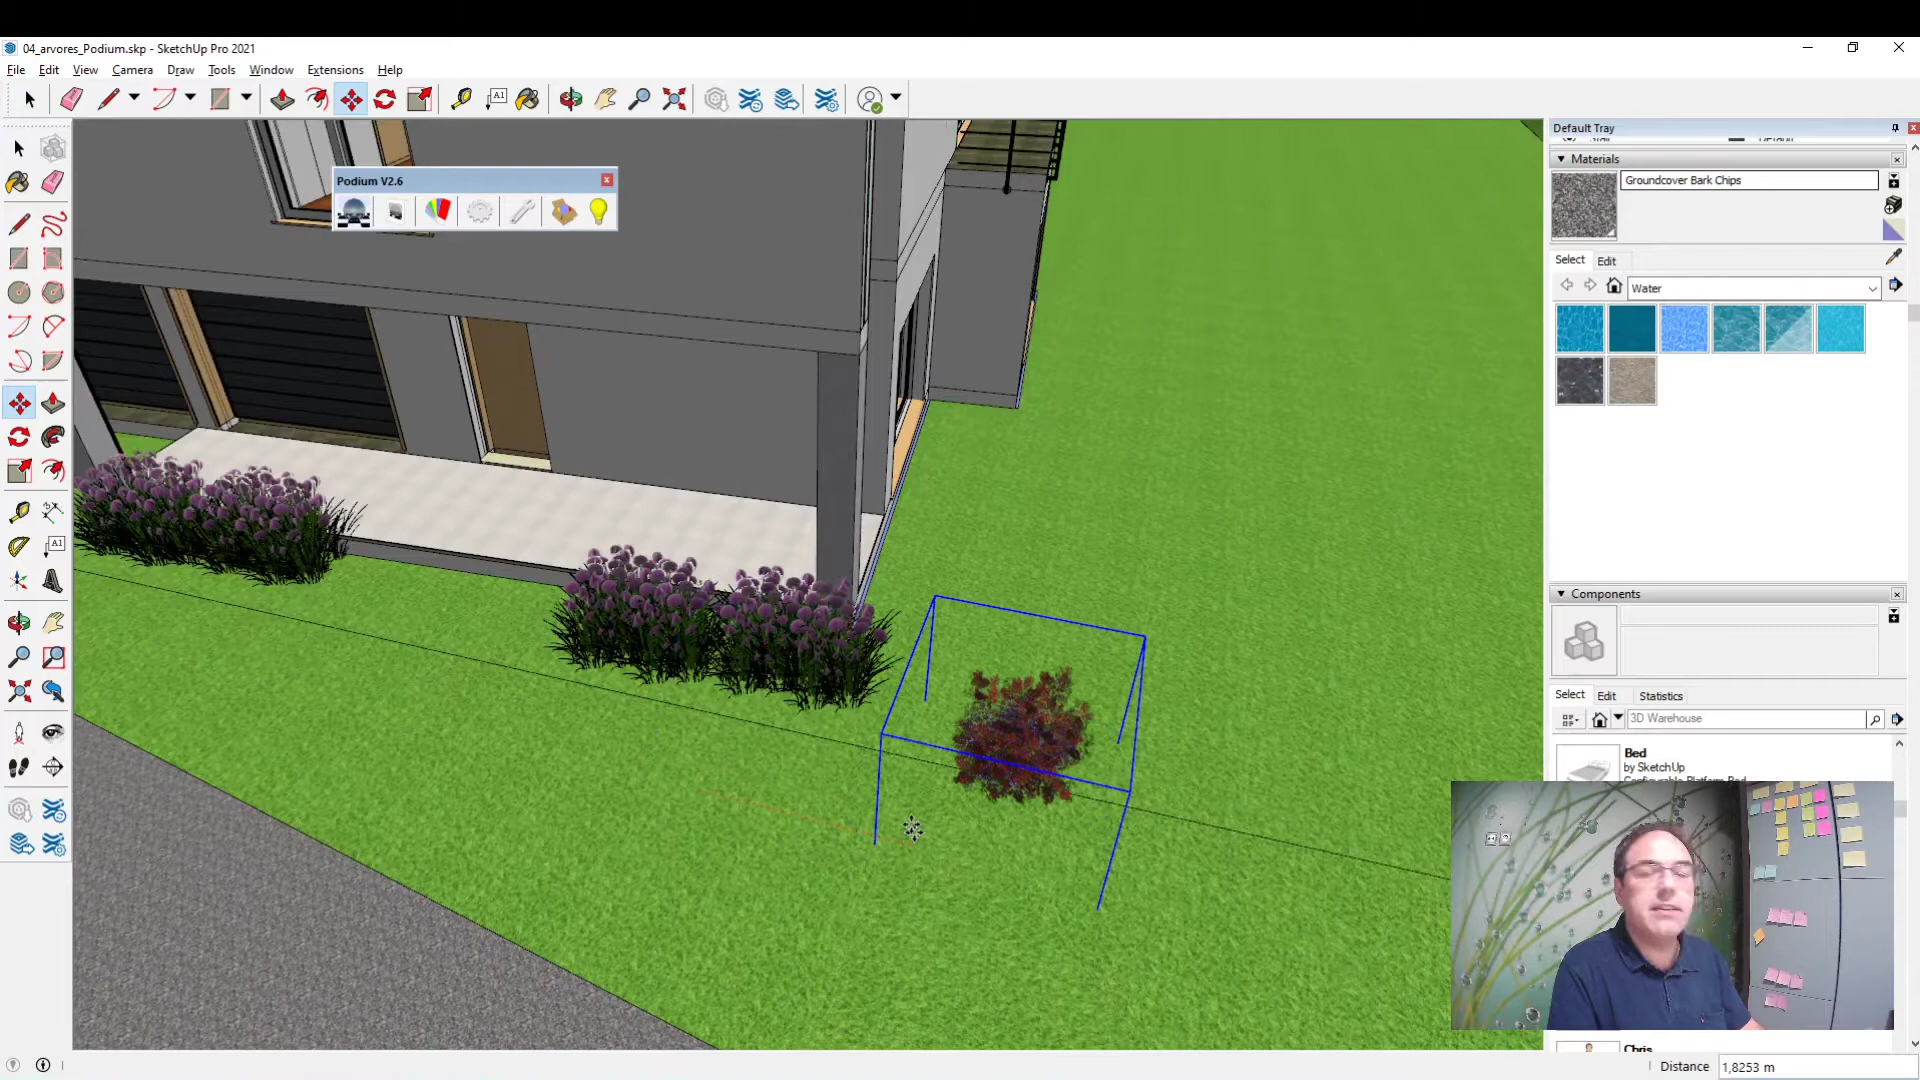 04_arvores_Podium.skp - SketchUp Pro 2021
File Edit View Camera Draw Tools Window Extensions Help
A1
Default Tray
Podium V2.6
Materials
Groundcover Bark Chips
Select Edit
Water
A1
Components
Select Edit Statistics
3D Warehouse
Bed
by SketchUp
Chris
Distance 1,8253 m